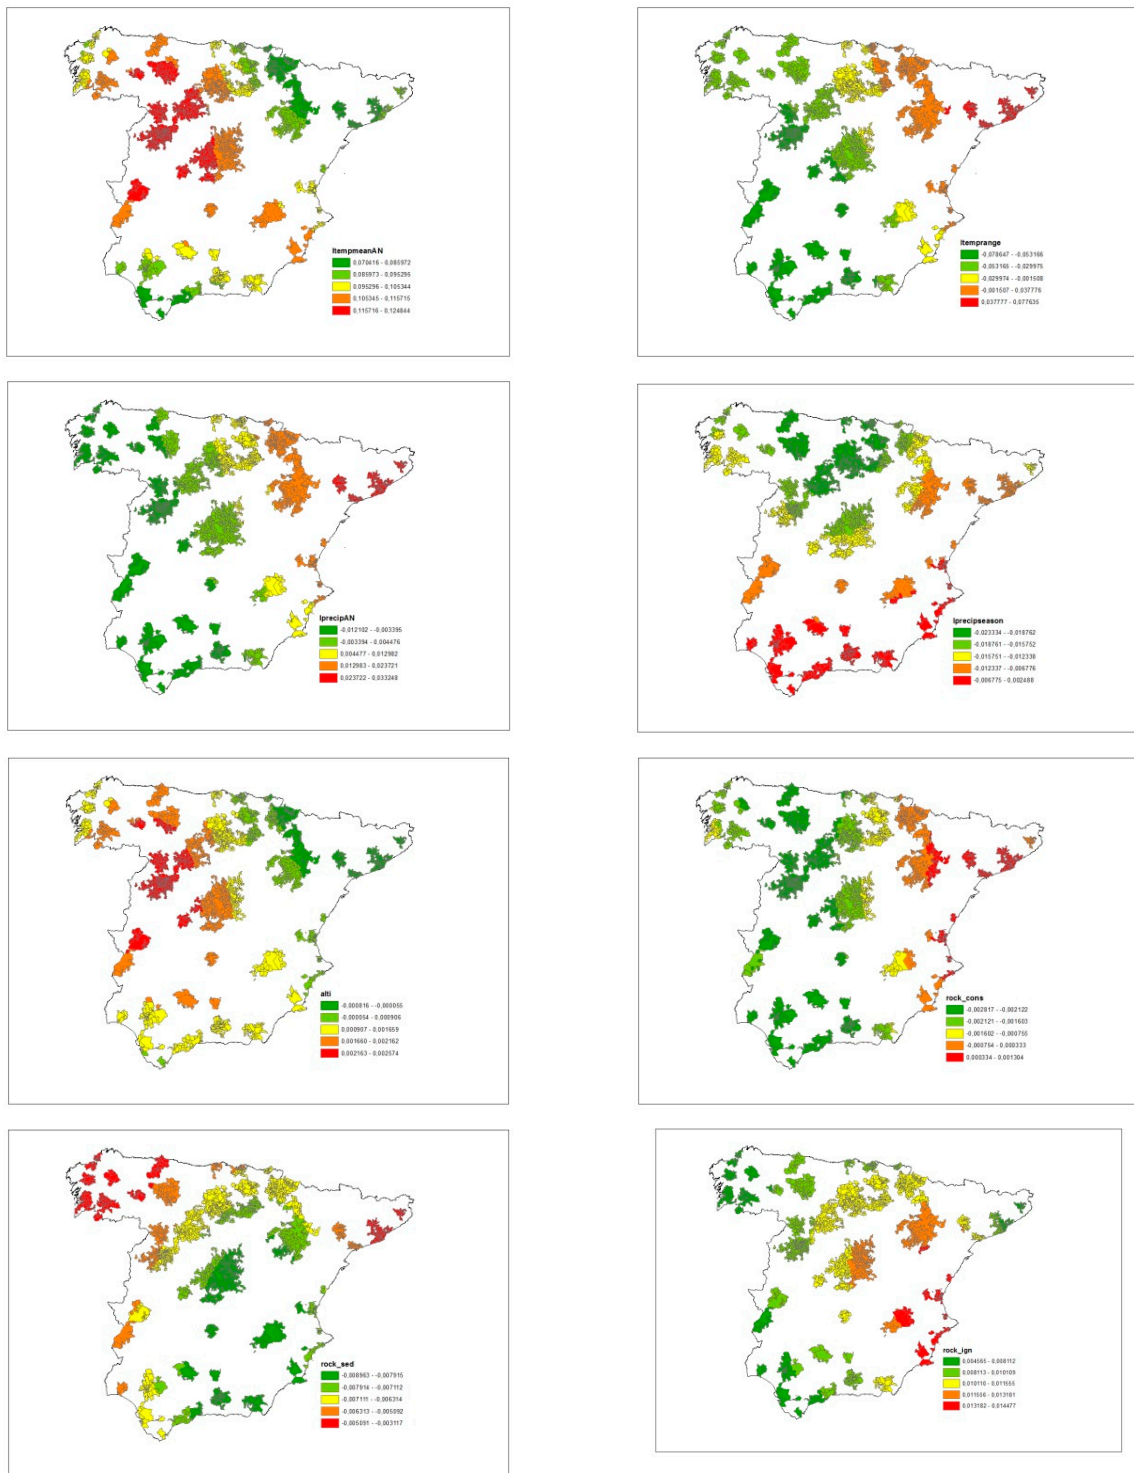 ltempmeanAN
0,070416 - 0,085972
0,085973 - 0,095295
0,095296 - 0,105344
0,105345 - 0,115715
0,115716 - 0,124844
ltemprange
-0,078647 - -0,053166
-0,053165 - -0,029975
-0,029974 - -0,001508
-0,001507 - 0,037776
0,037777 - 0,077635
lprecipAN
-0,012102 - -0,003395
-0,003394 - 0,004476
0,004477 - 0,012982
0,012983 - 0,023721
0,023722 - 0,033248
lprecipseason
-0,023334 - -0,018762
-0,018761 - -0,015752
-0,015751 - -0,012338
-0,012337 - -0,006776
-0,006775 - 0,002488
alti
-0,000816 - -0,000055
-0,000054 - 0,000906
0,000907 - 0,001659
0,001660 - 0,002162
0,002163 - 0,002574
rock_cons
-0,002817 - -0,002122
-0,002121 - -0,001603
-0,001602 - -0,000755
-0,000754 - 0,000333
0,000334 - 0,001304
rock_sed
-0,008963 - -0,007915
-0,007914 - -0,007112
-0,007111 - -0,006314
-0,006313 - -0,005092
-0,005091 - -0,003117
rock_ign
0,004565 - 0,008112
0,008113 - 0,010109
0,010110 - 0,011555
0,011556 - 0,013181
0,013182 - 0,014477